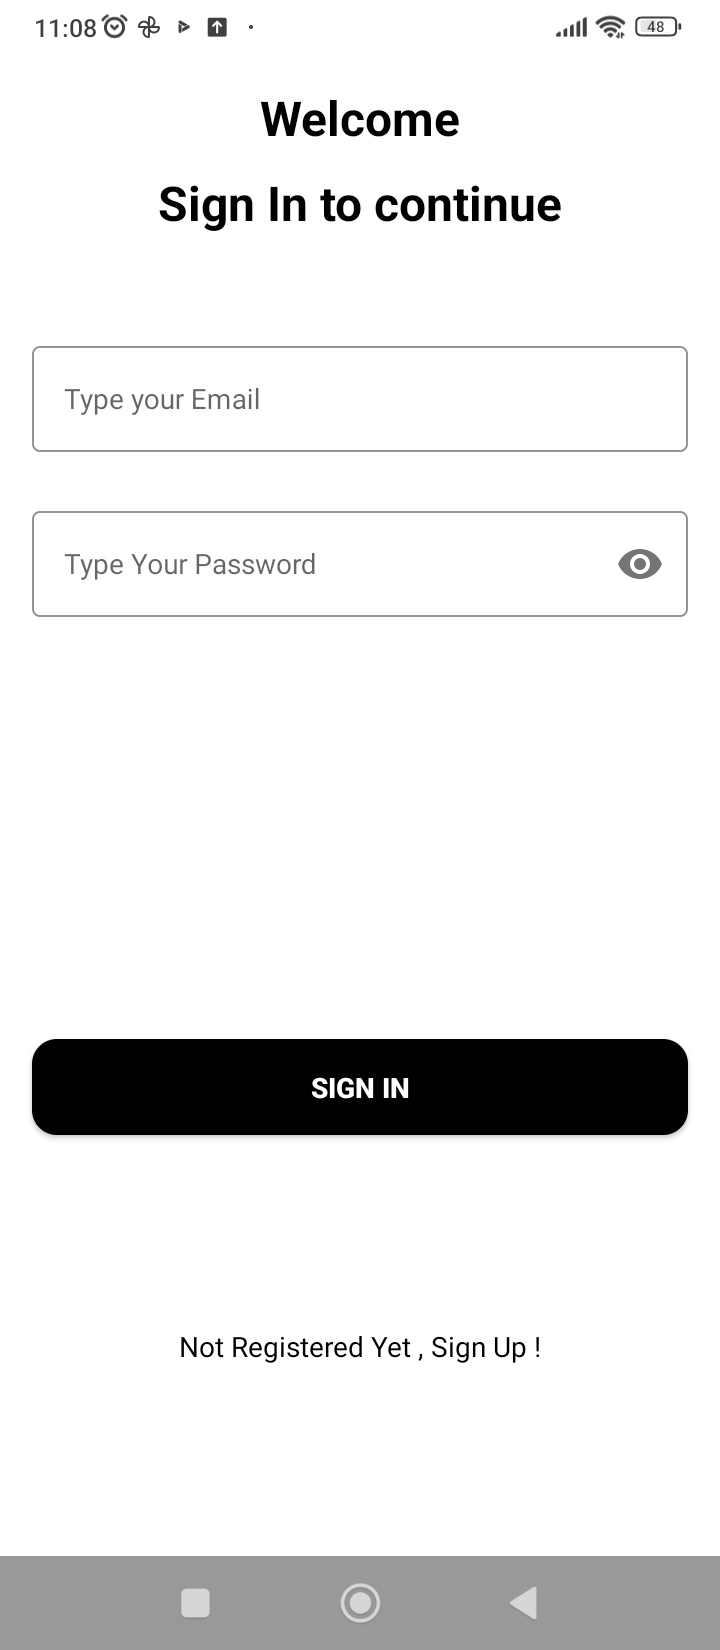 11:08
48
Welcome
Sign In to continue
Type your Email
Type Your Password
SIGN IN
Not Registered Yet , Sign Up !